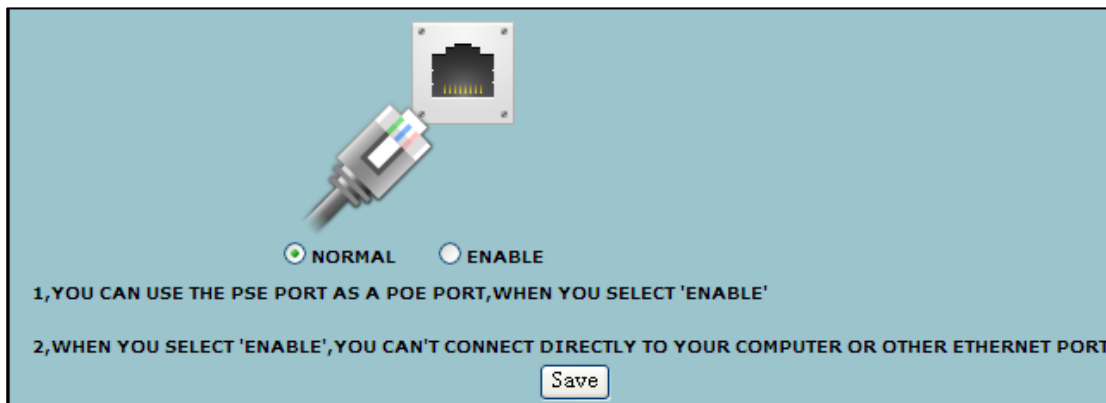 NORMAL ENABLE
1,YOU CAN USE THE PSE PORT AS A POE PORT,WHEN YOU SELECT 'ENABLE'
2,WHEN YOU SELECT 'ENABLE',YOU CAN'T CONNECT DIRECTLY TO YOUR COMPUTER OR OTHER ETHERNET PORT
Save